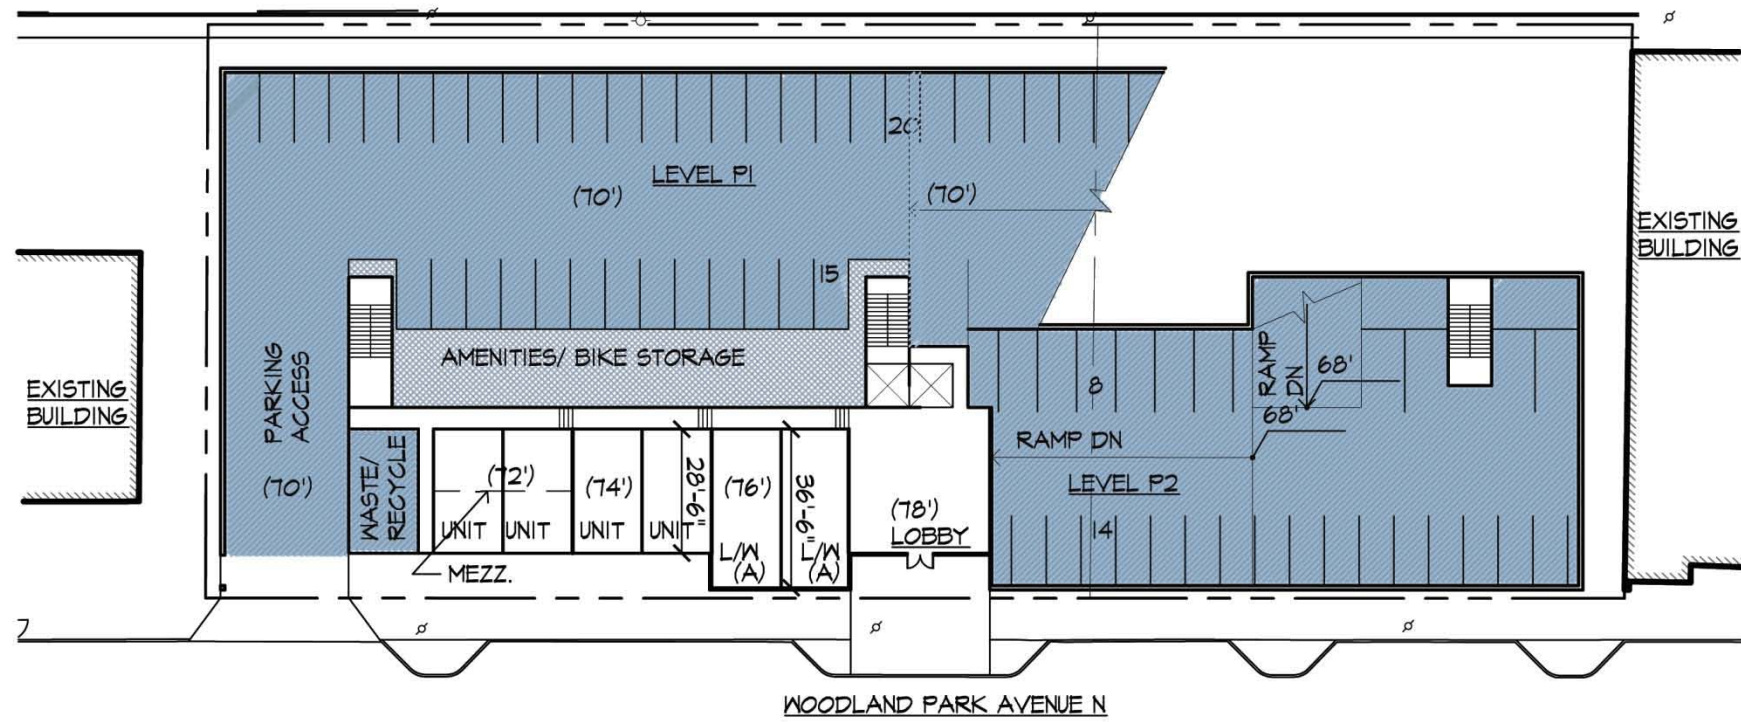 20
LEVEL P1
(70')
(70')
EXISTING
BUILDING
15
AMENITIES/ BIKE STORAGE
PARKING
ACCESS
(70')
EXISTING
BUILDING
RAMP
DN
68'
8
68'
RAMP DN
LEVEL P2
14
WASTE/
RECYCLE
(72')
(74')
28'-6"
(76')
36'-6"
(78')
LOBBY
UNIT
UNIT
UNIT
UNIT
L/W
(A)
L/W
(A)
MEZZ.
WOODLAND PARK AVENUE N